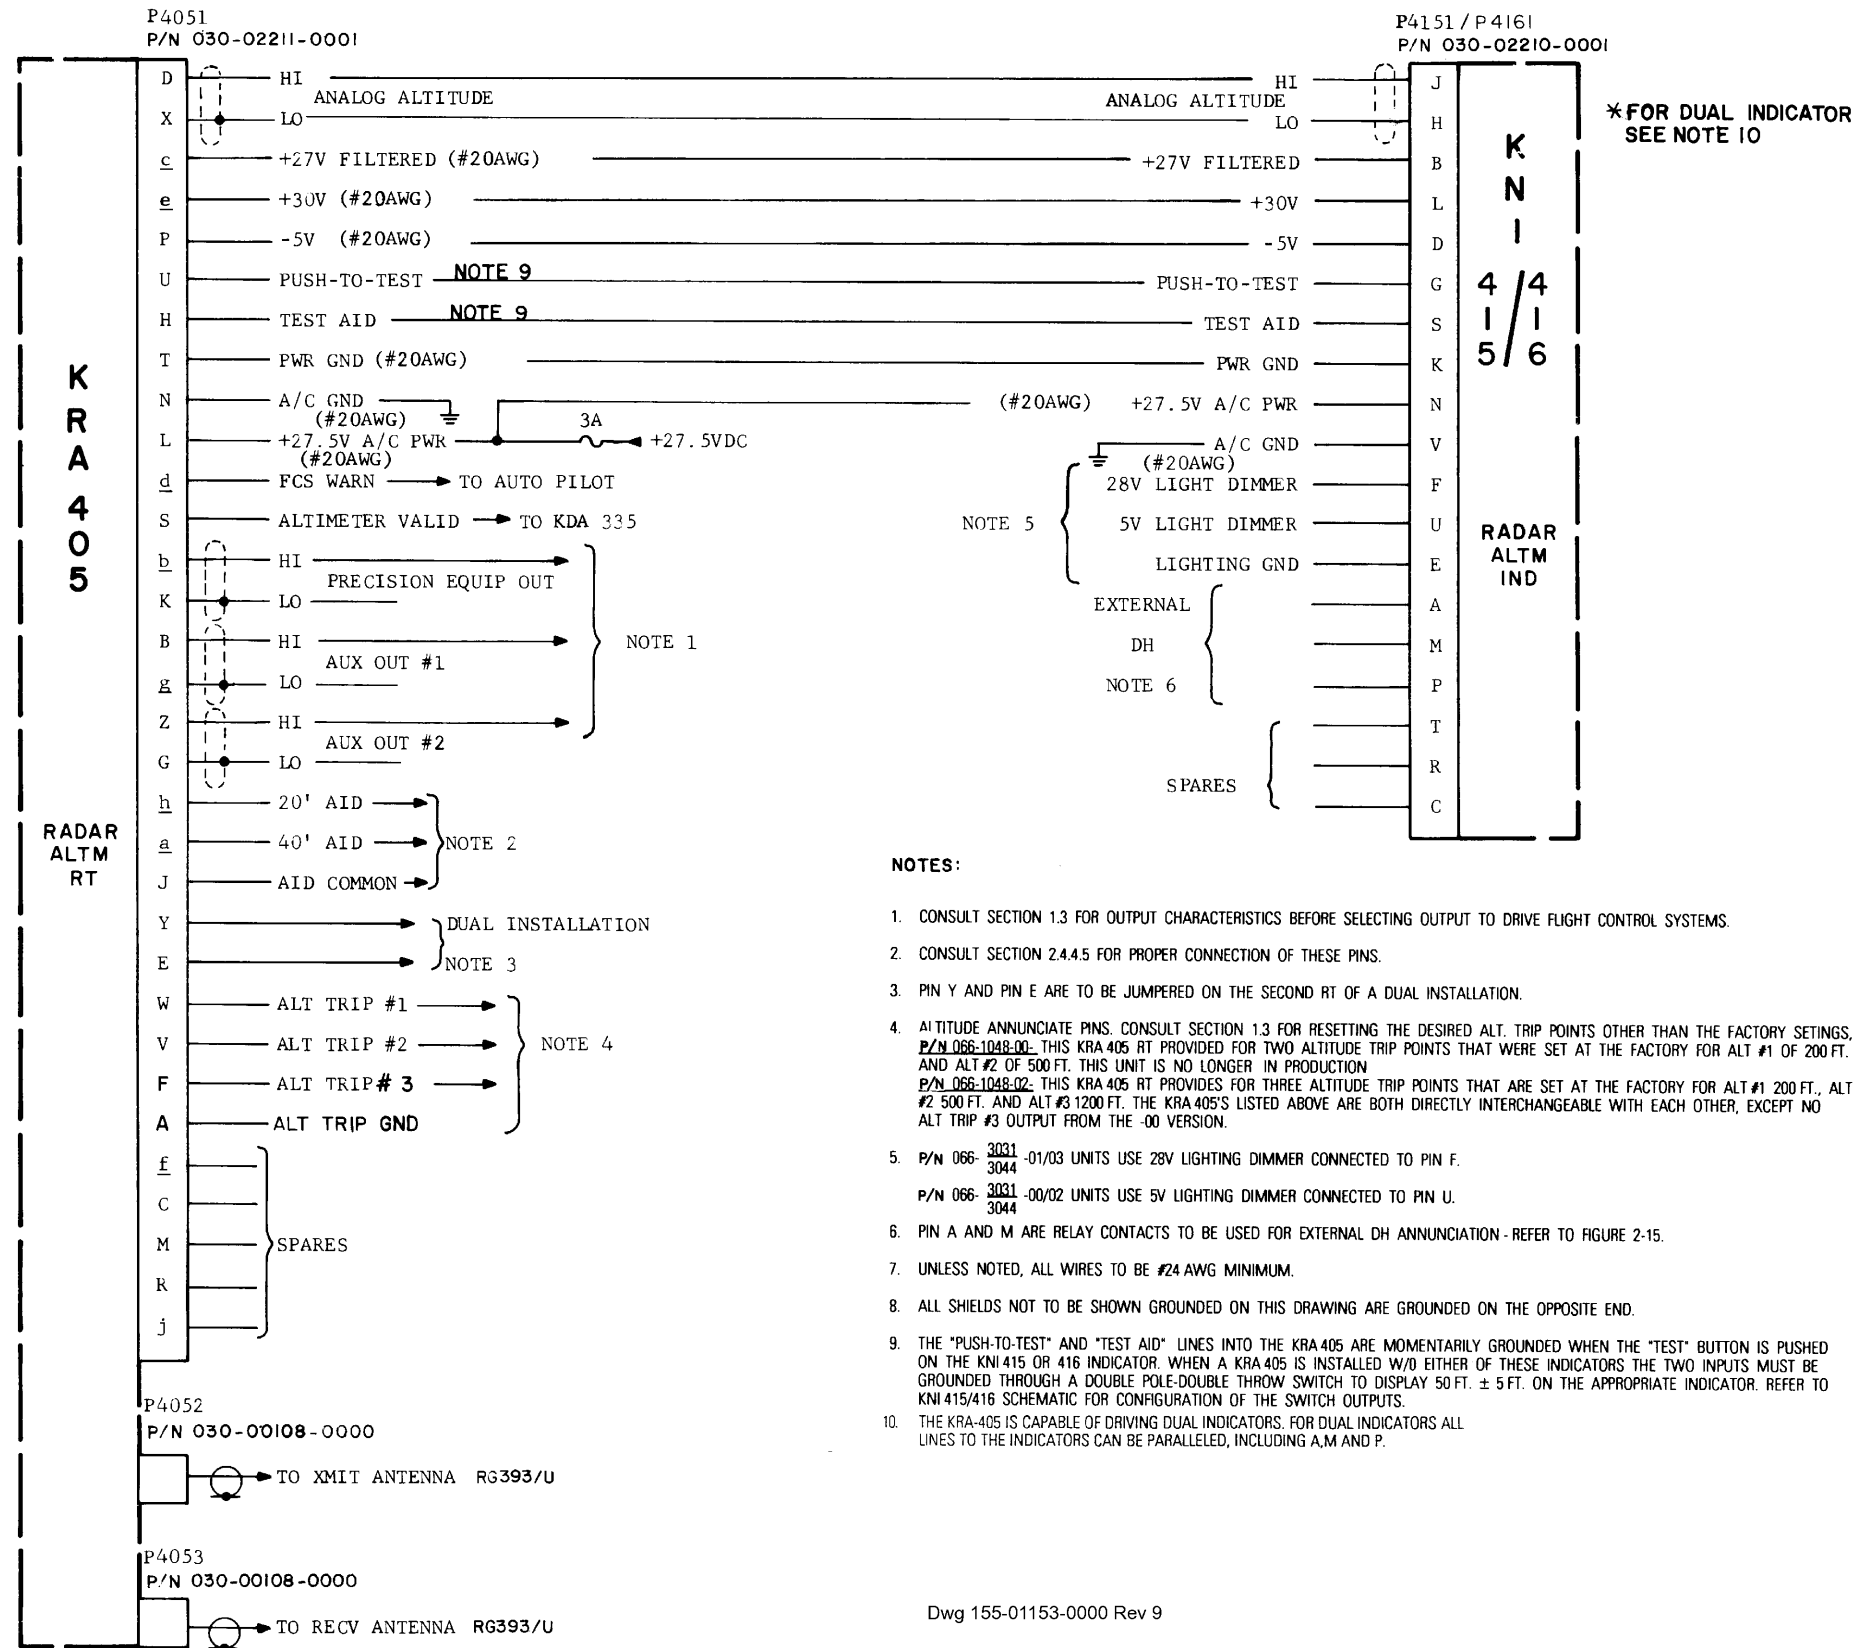 P4051
P/N 030-02211-0001
P4151 / P4161
P/N 030-02210-0001
*FOR DUAL INDICATOR
SEE NOTE 10
KRA 405
RADAR
ALTM
RT
D HI
ANALOG ALTITUDE
X LO
c +27V FILTERED (#20AWG)
e +30V (#20AWG)
P -5V (#20AWG)
U PUSH-TO-TEST NOTE 9
H TEST AID NOTE 9
T PWR GND (#20AWG)
N A/C GND
(#20AWG)
L +27.5V A/C PWR 3A +27.5VDC
(#20AWG)
d FCS WARN TO AUTO PILOT
S ALTIMETER VALID TO KDA 335
b HI
PRECISION EQUIP OUT
K LO
B HI
AUX OUT #1
g LO
Z HI
AUX OUT #2
G LO
NOTE 1
h 20' AID
a 40' AID
J AID COMMON
NOTE 2
Y DUAL INSTALLATION
E NOTE 3
W ALT TRIP #1
V ALT TRIP #2
F ALT TRIP # 3
A ALT TRIP GND
NOTE 4
f
C
M
R
j
SPARES
P4052
P/N 030-00108-0000
TO XMIT ANTENNA RG393/U
P4053
P/N 030-00108-0000
TO RECV ANTENNA RG393/U
HI J
ANALOG ALTITUDE
LO H
+27V FILTERED B
+30V L
-5V D
PUSH-TO-TEST G
TEST AID S
PWR GND K
(#20AWG) +27.5V A/C PWR N
A/C GND V
(#20AWG)
28V LIGHT DIMMER F
NOTE 5 5V LIGHT DIMMER U
LIGHTING GND E
EXTERNAL A
DH M
NOTE 6 P
T
R
SPARES
C
KNI
415/416
RADAR
ALTM
IND
NOTES:
1. CONSULT SECTION 1.3 FOR OUTPUT CHARACTERISTICS BEFORE SELECTING OUTPUT TO DRIVE FLIGHT CONTROL SYSTEMS.
2. CONSULT SECTION 2.4.4.5 FOR PROPER CONNECTION OF THESE PINS.
3. PIN Y AND PIN E ARE TO BE JUMPERED ON THE SECOND RT OF A DUAL INSTALLATION.
4. ALTITUDE ANNUNCIATE PINS. CONSULT SECTION 1.3 FOR RESETTING THE DESIRED ALT. TRIP POINTS OTHER THAN THE FACTORY SETINGS,
P/N 066-1048-00- THIS KRA 405 RT PROVIDED FOR TWO ALTITUDE TRIP POINTS THAT WERE SET AT THE FACTORY FOR ALT #1 OF 200 FT.
AND ALT #2 OF 500 FT. THIS UNIT IS NO LONGER IN PRODUCTION
P/N 066-1048-02- THIS KRA 405 RT PROVIDES FOR THREE ALTITUDE TRIP POINTS THAT ARE SET AT THE FACTORY FOR ALT #1 200 FT., ALT
#2 500 FT. AND ALT #3 1200 FT. THE KRA 405'S LISTED ABOVE ARE BOTH DIRECTLY INTERCHANGEABLE WITH EACH OTHER, EXCEPT NO
ALT TRIP #3 OUTPUT FROM THE -00 VERSION.
5. P/N 066- 3031/3044 -01/03 UNITS USE 28V LIGHTING DIMMER CONNECTED TO PIN F.
P/N 066- 3031/3044 -00/02 UNITS USE 5V LIGHTING DIMMER CONNECTED TO PIN U.
6. PIN A AND M ARE RELAY CONTACTS TO BE USED FOR EXTERNAL DH ANNUNCIATION - REFER TO FIGURE 2-15.
7. UNLESS NOTED, ALL WIRES TO BE #24 AWG MINIMUM.
8. ALL SHIELDS NOT TO BE SHOWN GROUNDED ON THIS DRAWING ARE GROUNDED ON THE OPPOSITE END.
9. THE "PUSH-TO-TEST" AND "TEST AID" LINES INTO THE KRA 405 ARE MOMENTARILY GROUNDED WHEN THE "TEST" BUTTON IS PUSHED
ON THE KNI 415 OR 416 INDICATOR. WHEN A KRA 405 IS INSTALLED W/0 EITHER OF THESE INDICATORS THE TWO INPUTS MUST BE
GROUNDED THROUGH A DOUBLE POLE-DOUBLE THROW SWITCH TO DISPLAY 50 FT. ± 5 FT. ON THE APPROPRIATE INDICATOR. REFER TO
KNI 415/416 SCHEMATIC FOR CONFIGURATION OF THE SWITCH OUTPUTS.
10. THE KRA-405 IS CAPABLE OF DRIVING DUAL INDICATORS. FOR DUAL INDICATORS ALL
LINES TO THE INDICATORS CAN BE PARALLELED, INCLUDING A,M AND P.
Dwg 155-01153-0000 Rev 9